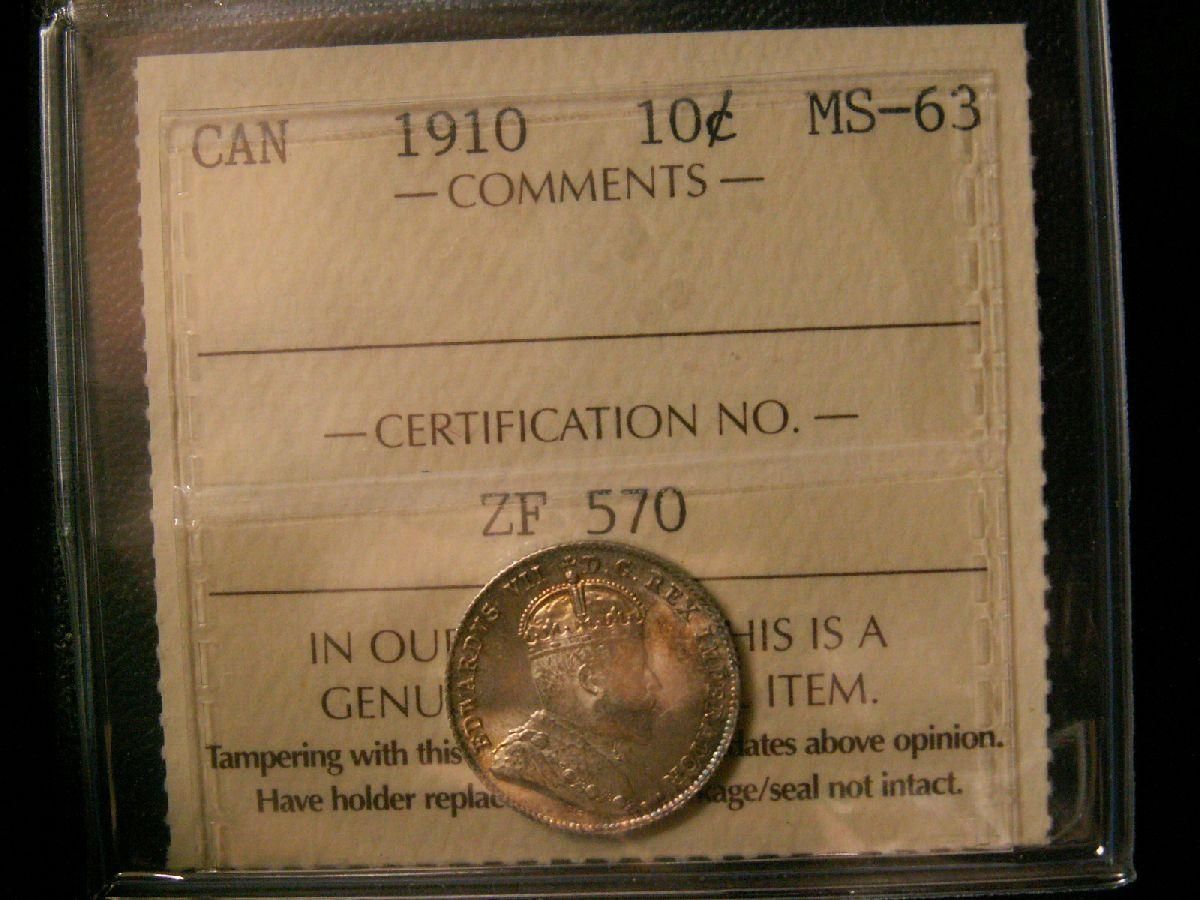 CAN 1910 10¢ MS-63
— COMMENTS —
— CERTIFICATION NO. —
ZF 570
IN OU HIS IS A
GENU ITEM.
Tampering with this dates above opinion.
Have holder replac kage/seal not intact.
EDWARDVS VII D.G. REX IMPERATOR